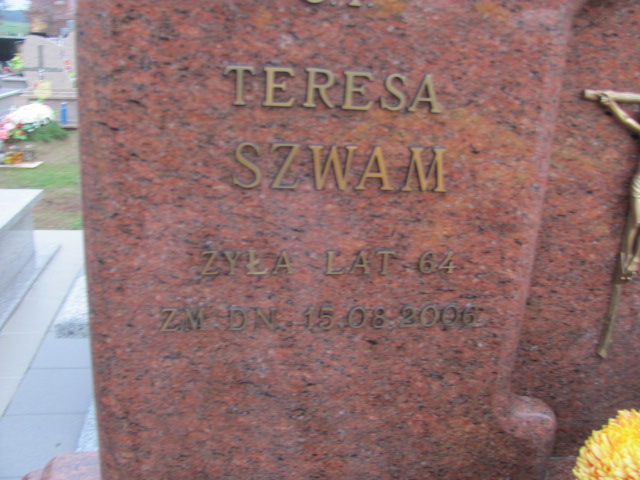 TERESA
SZWAM
ŻYŁA LAT 64
ZM. DN. 15.08.2006